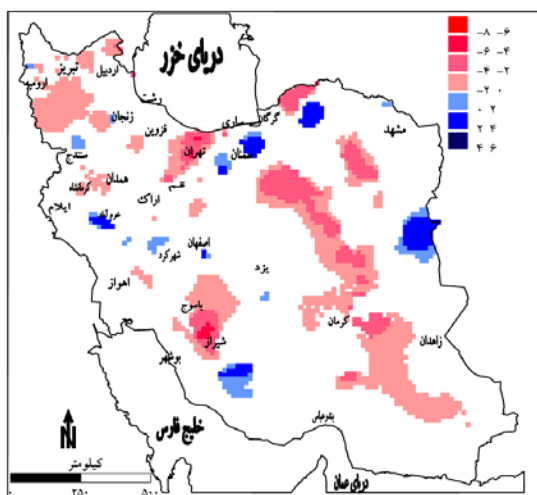 دریای خزر
-۸ -۶
-۶ -۴
-۴ -۲
-۲ ۰
۰ ۲
۲ ۴
۴ ۶
اردبیل
تبریز
ارومیه
رشت
زنجان
قزوین
ساری
گرگان
مشهد
تهران
سمنان
سنندج
همدان
کرمانشاه
قم
اراک
ایلام
اصفهان
شهرکرد
یزد
اهواز
یاسوج
شیراز
کرمان
زاهدان
بوشهر
بندرعباس
خلیج فارس
دریای عمان
N
کیلومتر
۰ ۲۵۰ ۵۰۰